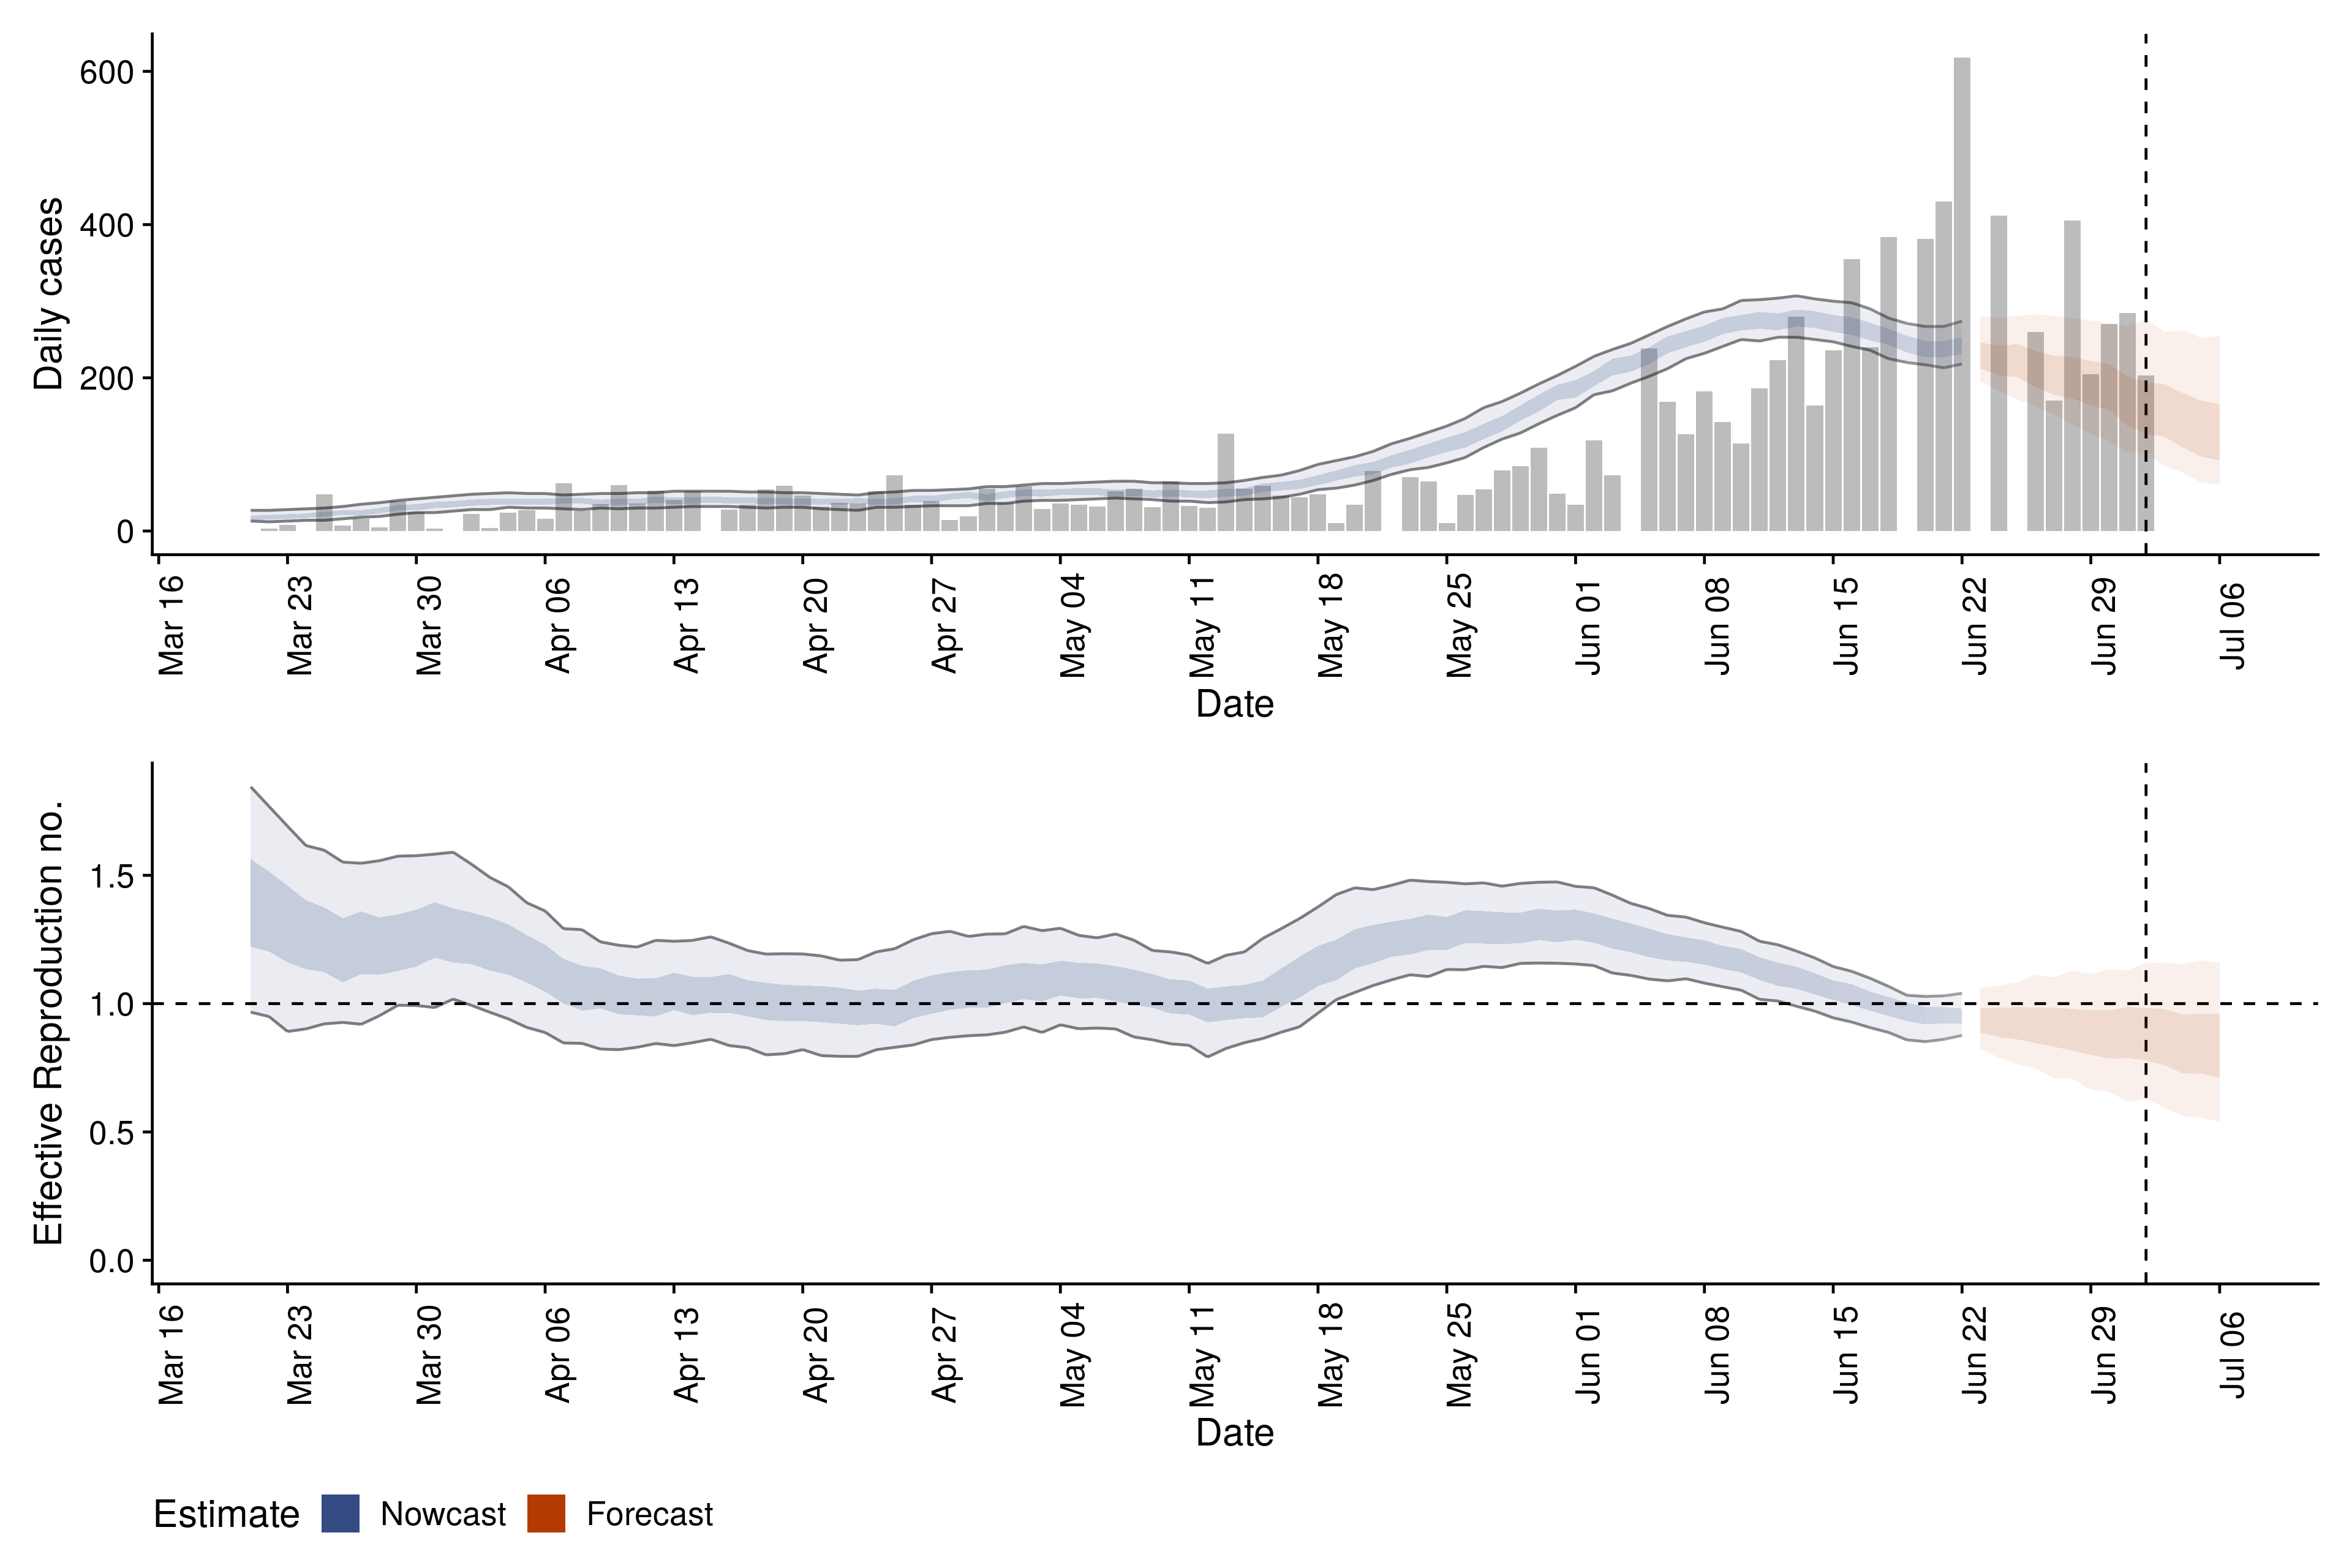 600
400
200
0
Daily cases
Mar 16
Mar 23
Mar 30
Apr 06
Apr 13
Apr 20
Apr 27
May 04
May 11
May 18
May 25
Jun 01
Jun 08
Jun 15
Jun 22
Jun 29
Jul 06
Date
1.5
1.0
0.5
0.0
Effective Reproduction no.
Mar 16
Mar 23
Mar 30
Apr 06
Apr 13
Apr 20
Apr 27
May 04
May 11
May 18
May 25
Jun 01
Jun 08
Jun 15
Jun 22
Jun 29
Jul 06
Date
Estimate Nowcast Forecast